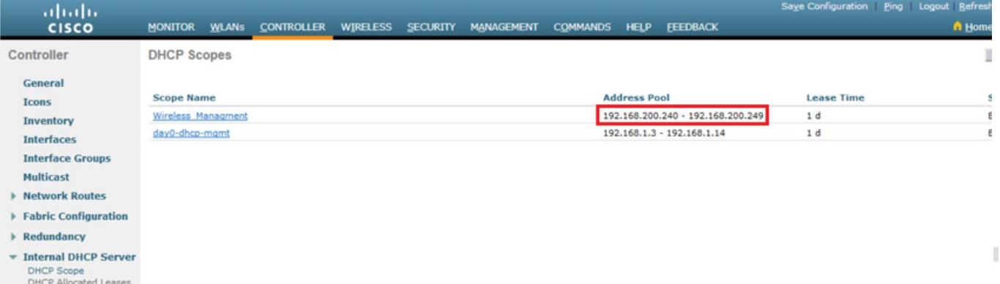 Save Configuration Ping Logout Refresh
CISCO MONITOR WLANs CONTROLLER WIRELESS SECURITY MANAGEMENT COMMANDS HELP FEEDBACK Home
Controller
General
Icons
Inventory
Interfaces
Interface Groups
Multicast
Network Routes
Fabric Configuration
Redundancy
Internal DHCP Server
DHCP Scope
DHCP Allocated Leases
DHCP Scopes
Scope Name Address Pool Lease Time
Wireless_Managment 192.168.200.240 - 192.168.200.249 1 d
day0-dhcp-mgmt 192.168.1.3 - 192.168.1.14 1 d